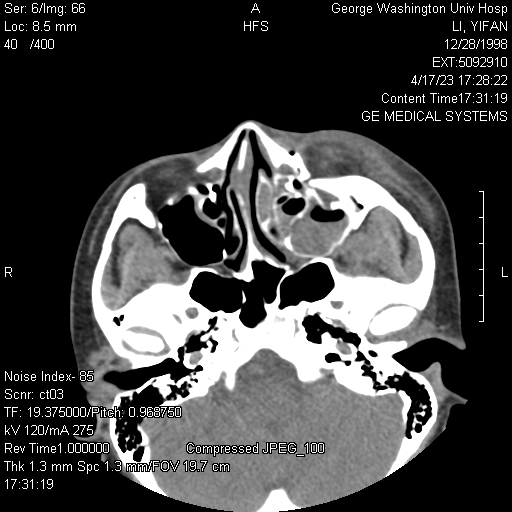 Ser: 6/Img: 66
Loc: 8.5 mm
40 /400
A
HFS
George Washington Univ Hosp
LI, YIFAN
12/28/1998
EXT:5092910
4/17/23 17:28:22
Content Time17:31:19
GE MEDICAL SYSTEMS
R
L
Noise Index- 85
Scnr: ct03
TF: 19.375000/Pitch: 0.968750
kV 120/mA 275
Rev Time1.000000
Compressed JPEG_100
Thk 1.3 mm Spc 1.3 mm/FOV 19.7 cm
17:31:19